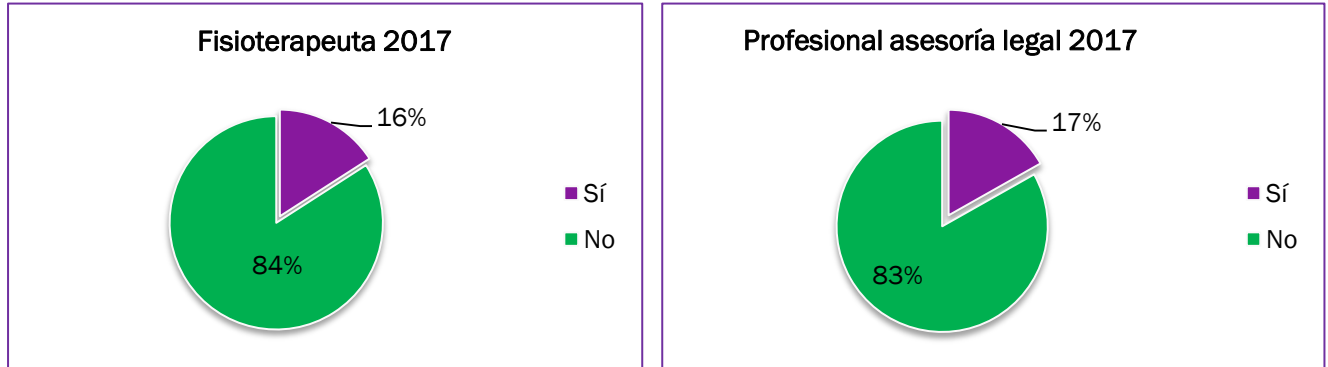 Fisioterapeuta 2017
16%
84%
Sí
No
Profesional asesoría legal 2017
17%
83%
Sí
No